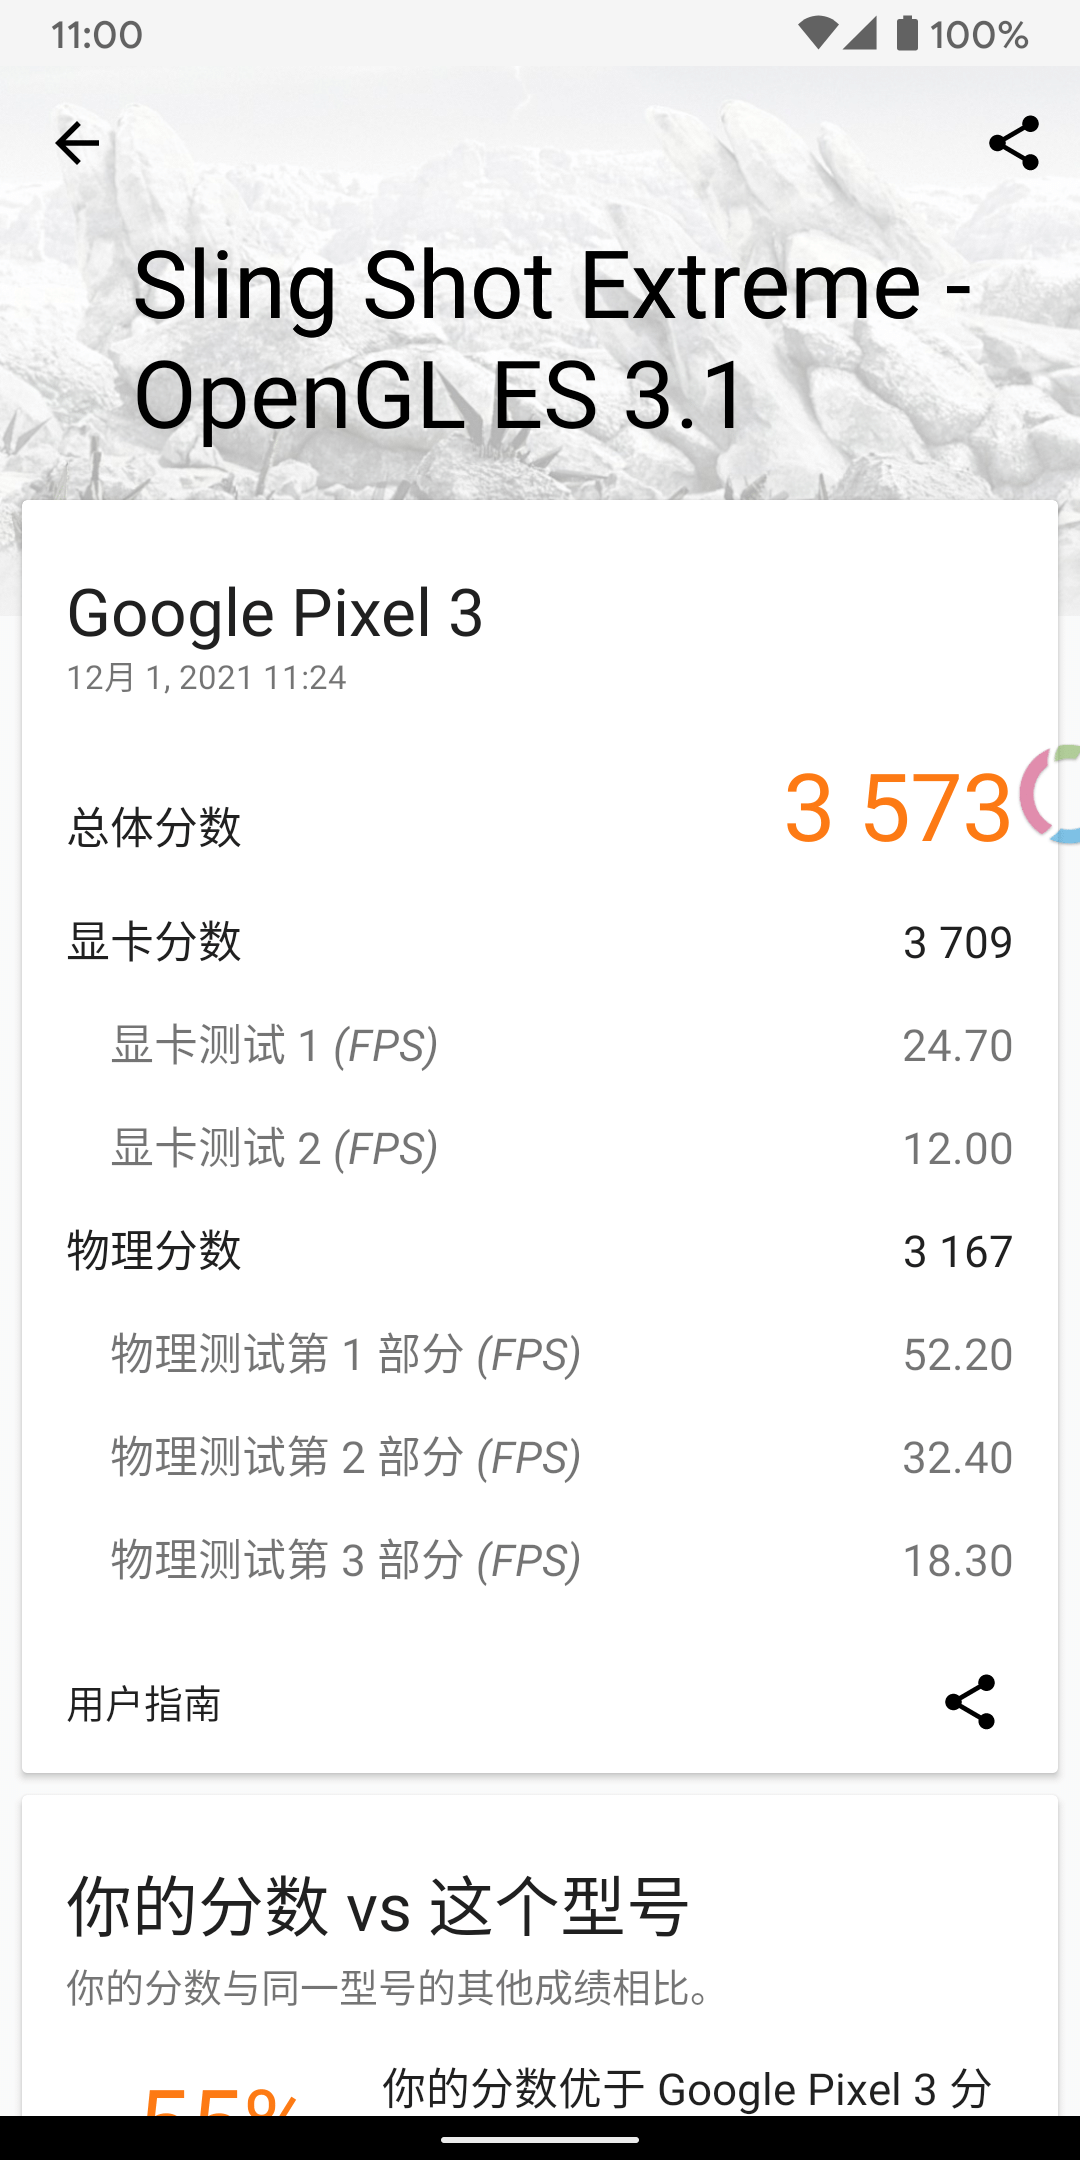 11:00
100%
Sling Shot Extreme -
OpenGL ES 3.1
Google Pixel 3
12月 1, 2021 11:24
总体分数 3 573
显卡分数 3 709
显卡测试 1 (FPS) 24.70
显卡测试 2 (FPS) 12.00
物理分数 3 167
物理测试第 1 部分 (FPS) 52.20
物理测试第 2 部分 (FPS) 32.40
物理测试第 3 部分 (FPS) 18.30
用户指南
你的分数 vs 这个型号
你的分数与同一型号的其他成绩相比。
55% 你的分数优于 Google Pixel 3 分